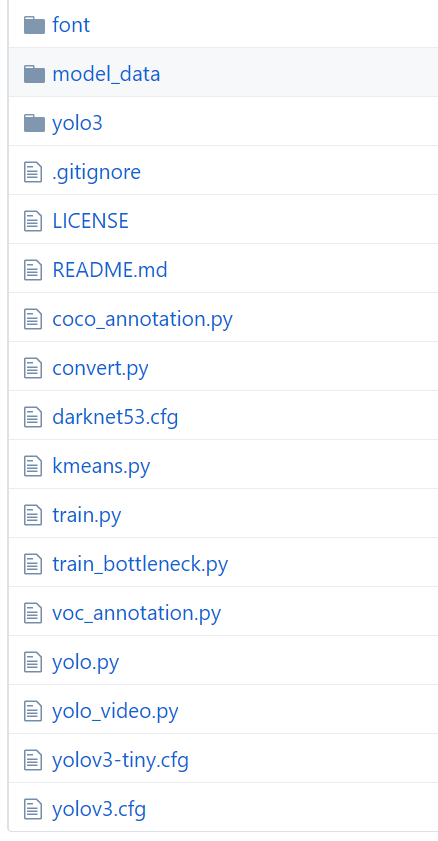 font
model_data
yolo3
.gitignore
LICENSE
README.md
coco_annotation.py
convert.py
darknet53.cfg
kmeans.py
train.py
train_bottleneck.py
voc_annotation.py
yolo.py
yolo_video.py
yolov3-tiny.cfg
yolov3.cfg